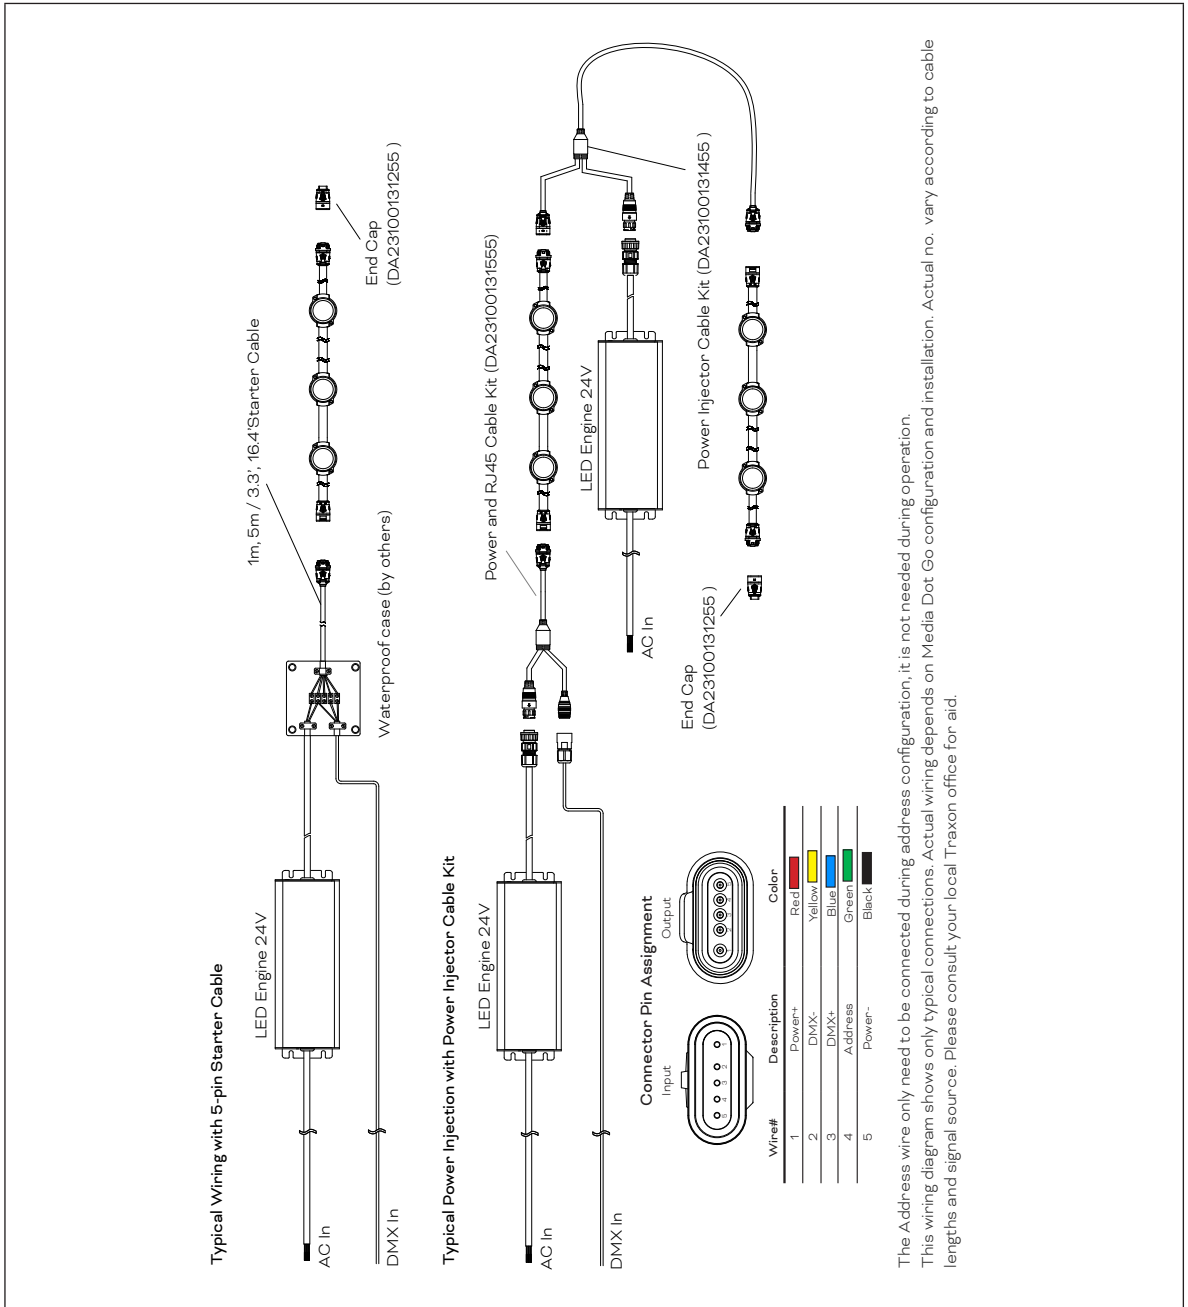 Typical Wiring with 5-pin Starter Cable
LED Engine 24V
AC In
DMX In
Waterproof case (by others)
1m, 5m / 3.3', 16.4'Starter Cable
End Cap
(DA23100131255 )
Typical Power Injection with Power Injector Cable Kit
LED Engine 24V
AC In
DMX In
Power and RJ45 Cable Kit (DA23100131555)
LED Engine 24V
AC In
Power Injector Cable Kit (DA23100131455 )
End Cap
(DA23100131255 )
Connector Pin Assignment
Input
Output
5 4 3 2 1
Wire# Description Color
1 Power+ Red
2 DMX- Yellow
3 DMX+ Blue
4 Address Green
5 Power- Black
The Address wire only need to be connected during address configuration, it is not needed during operation.
This wiring diagram shows only typical connections. Actual wiring depends on Media Dot Go configuration and installation. Actual no. vary according to cable
lengths and signal source. Please consult your local Traxon office for aid.